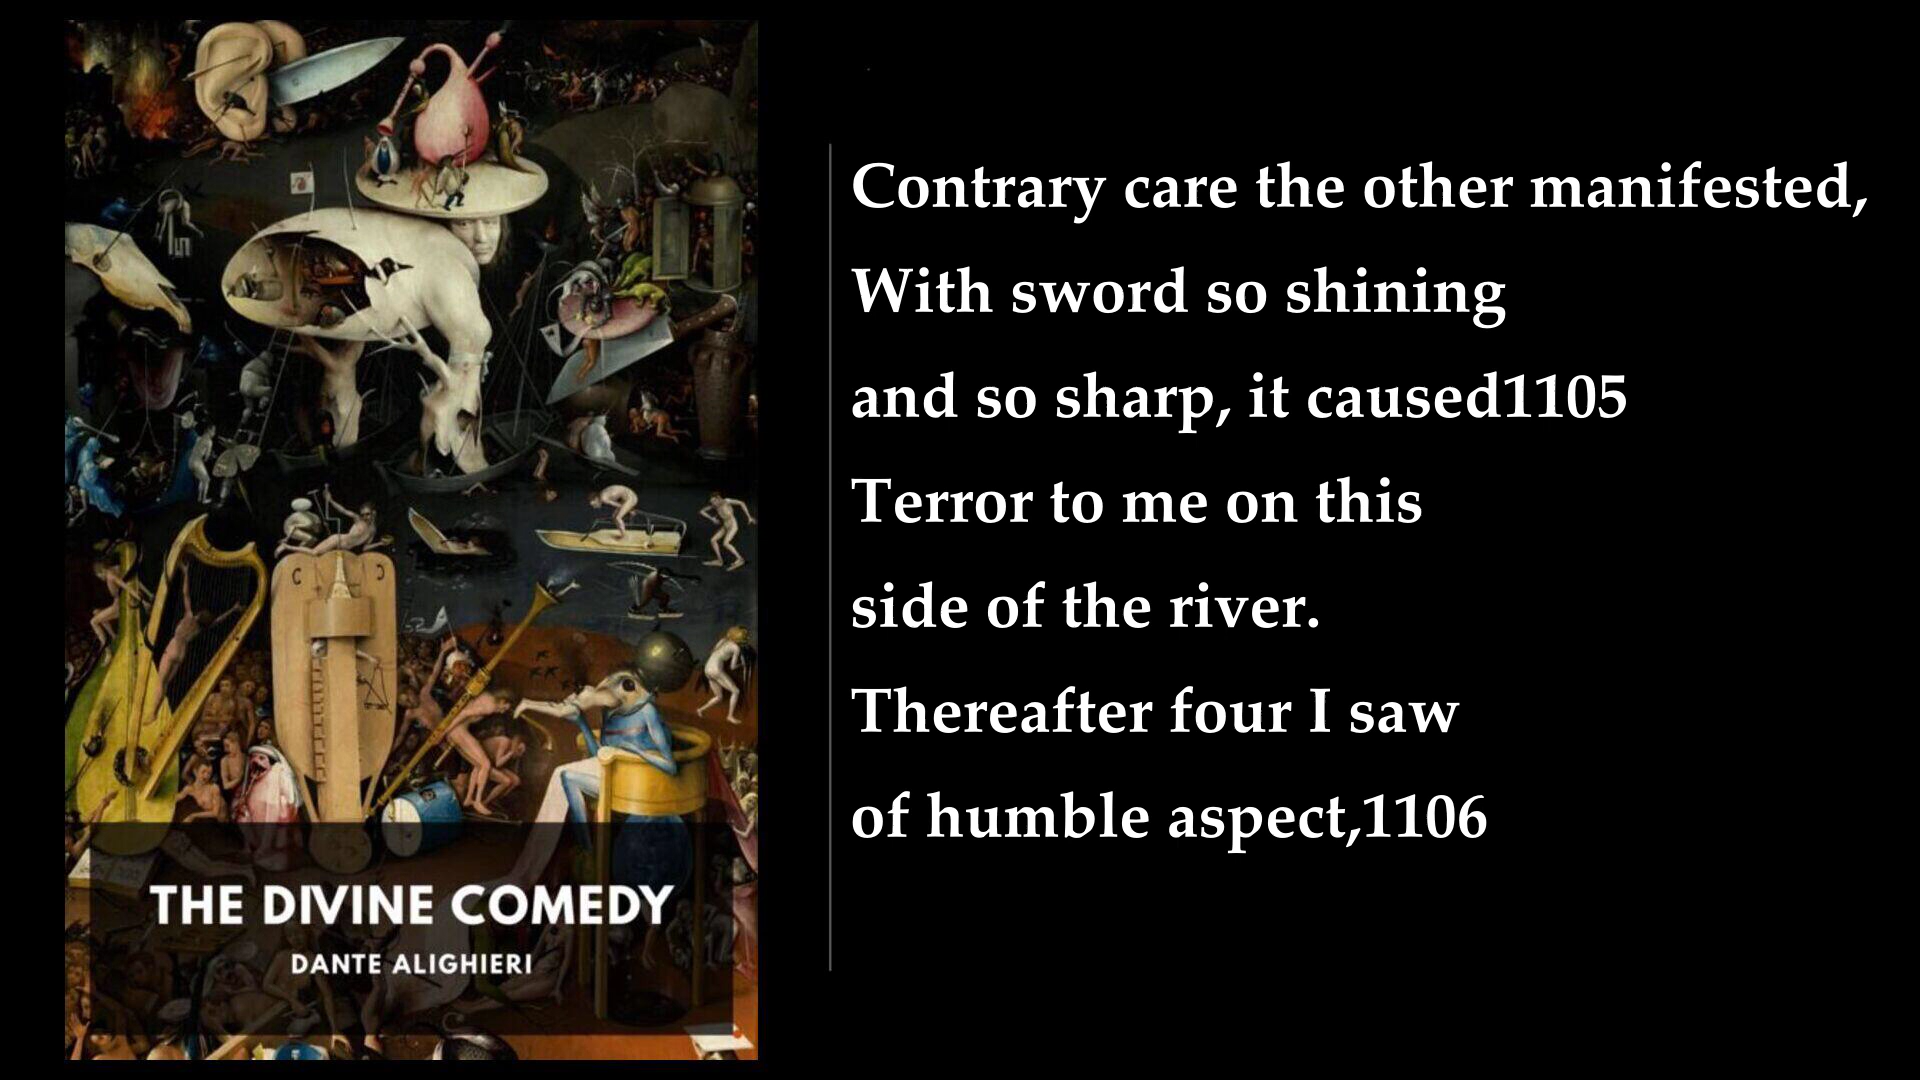 THE DIVINE COMEDY
DANTE ALIGHIERI
Contrary care the other manifested,
With sword so shining
and so sharp, it caused1105
Terror to me on this
side of the river.
Thereafter four I saw
of humble aspect,1106